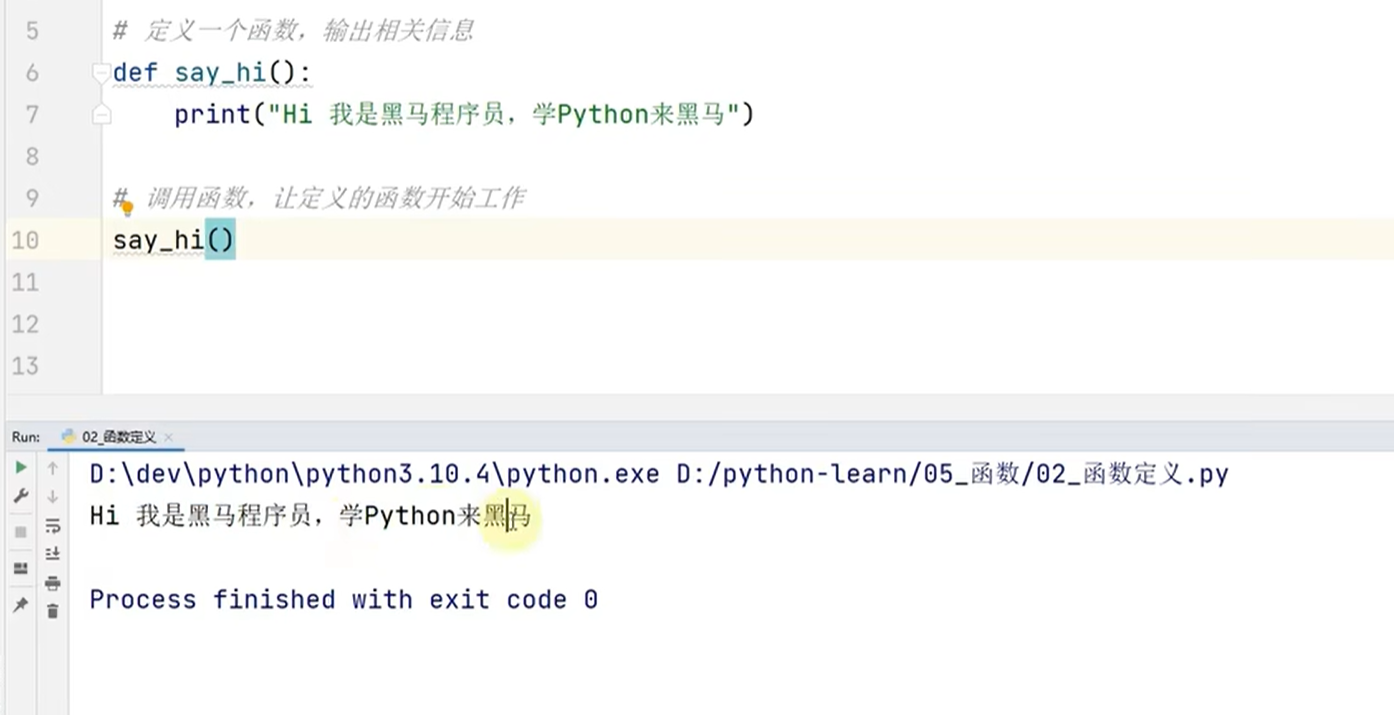 5 # 定义一个函数，输出相关信息
6 def say_hi():
7     print("Hi 我是黑马程序员，学Python来黑马")
8
9 # 调用函数，让定义的函数开始工作
10 say_hi()
11
12
13
Run: 02_函数定义 ×
D:\dev\python\python3.10.4\python.exe D:/python-learn/05_函数/02_函数定义.py
Hi 我是黑马程序员，学Python来黑马
Process finished with exit code 0